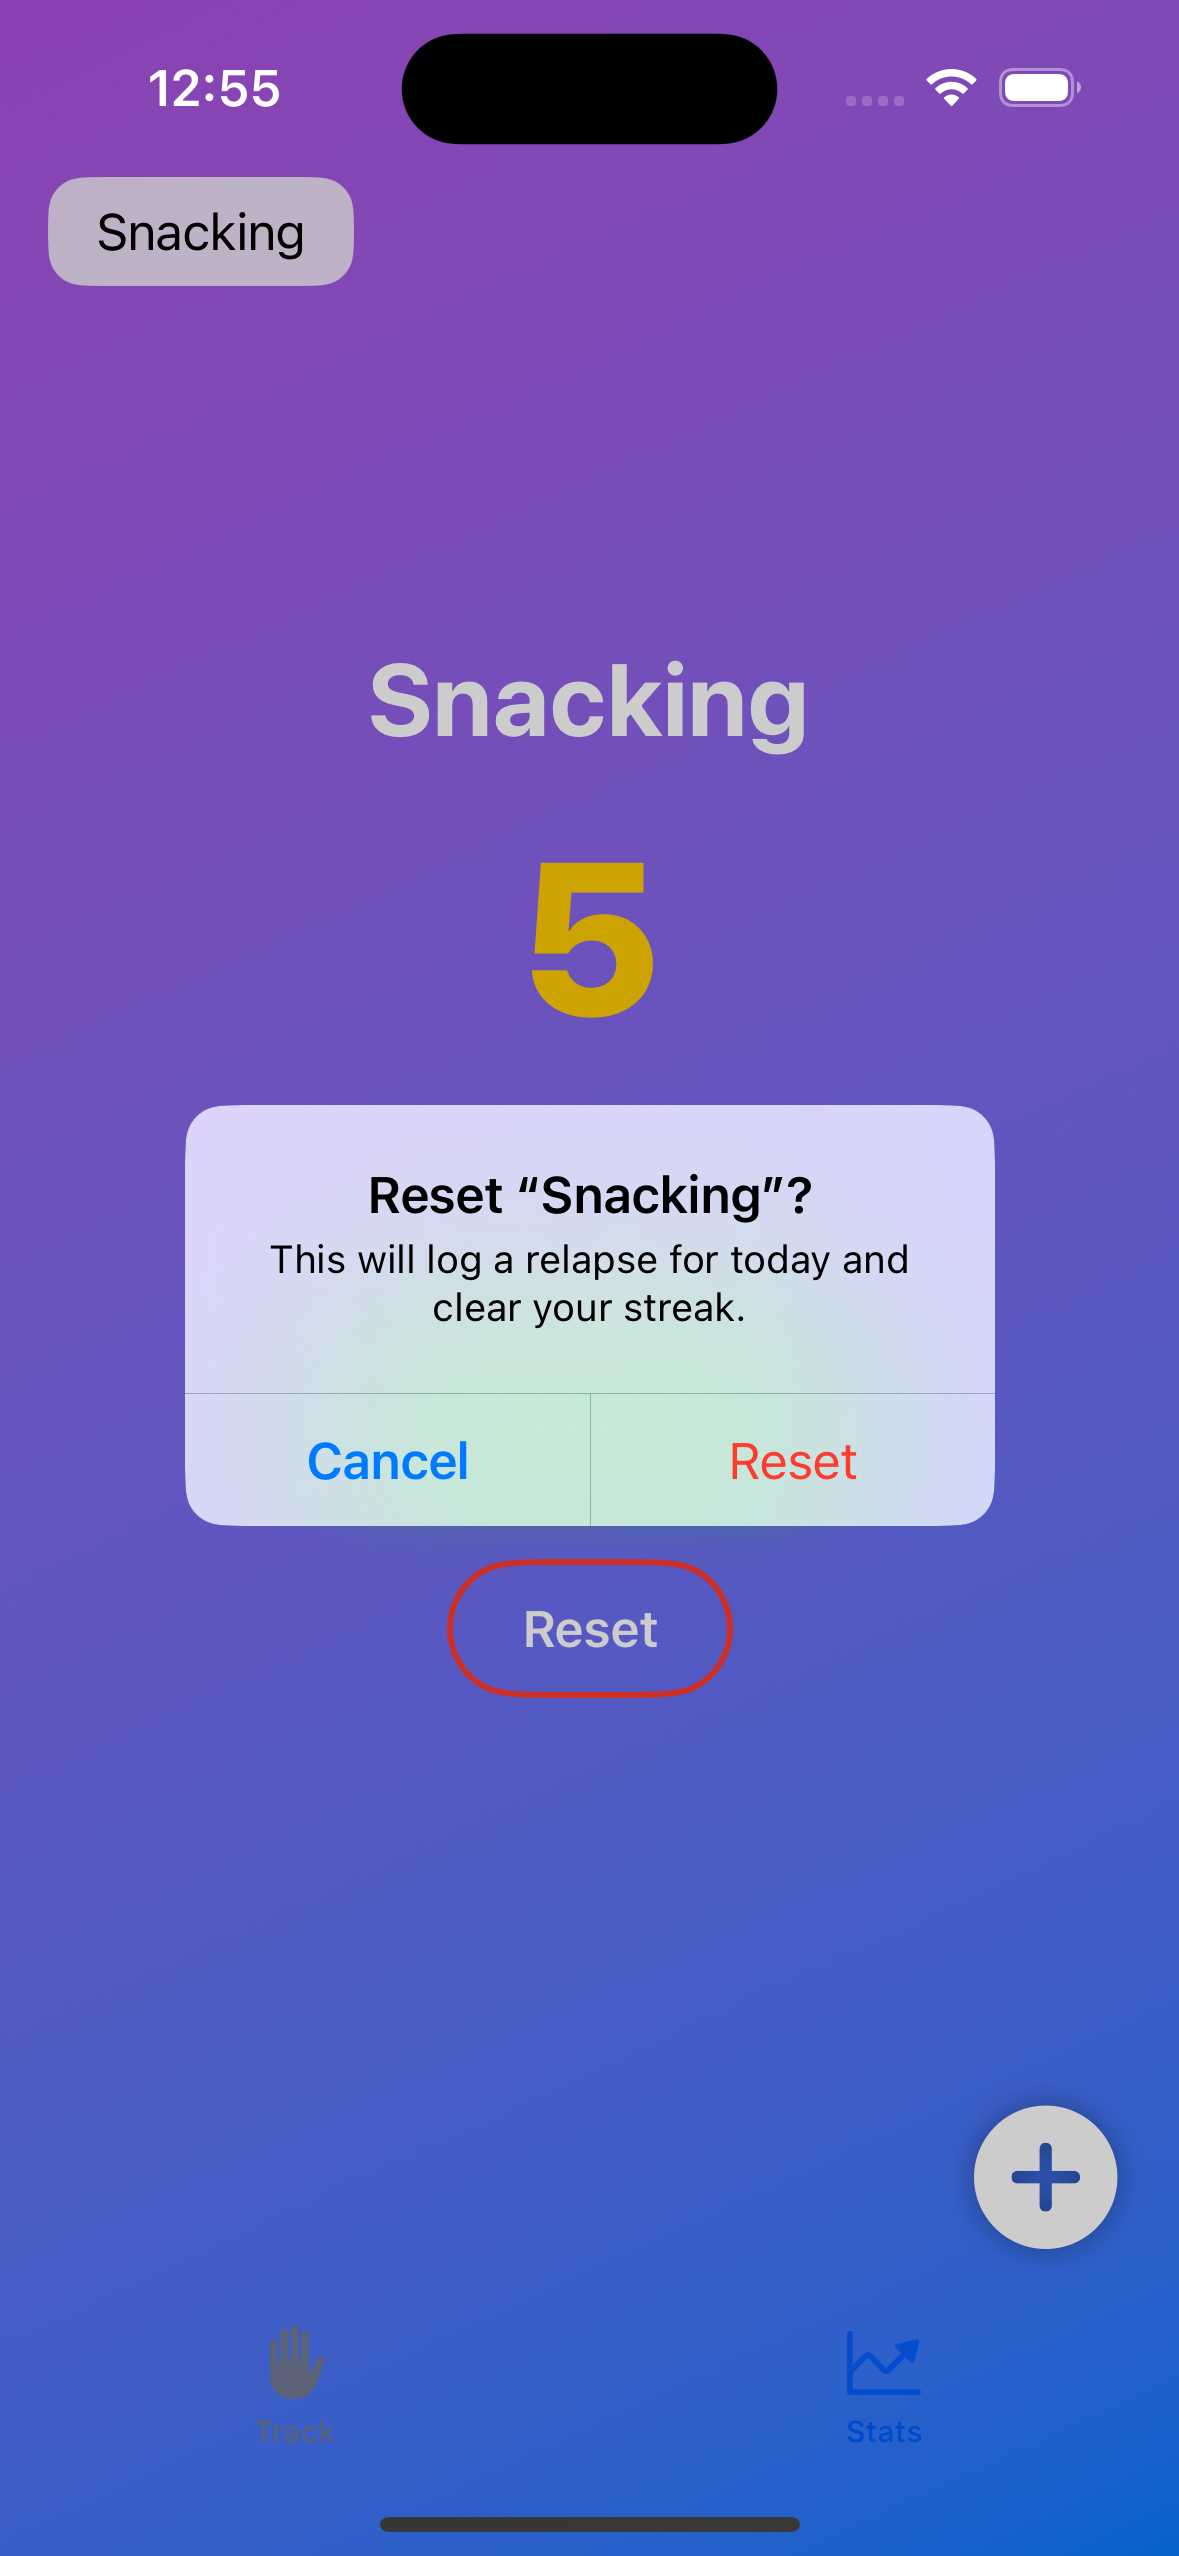 12:55
Snacking
Snacking
5
Reset “Snacking”?
This will log a relapse for today and
clear your streak.
Cancel
Reset
Reset
Track
Stats